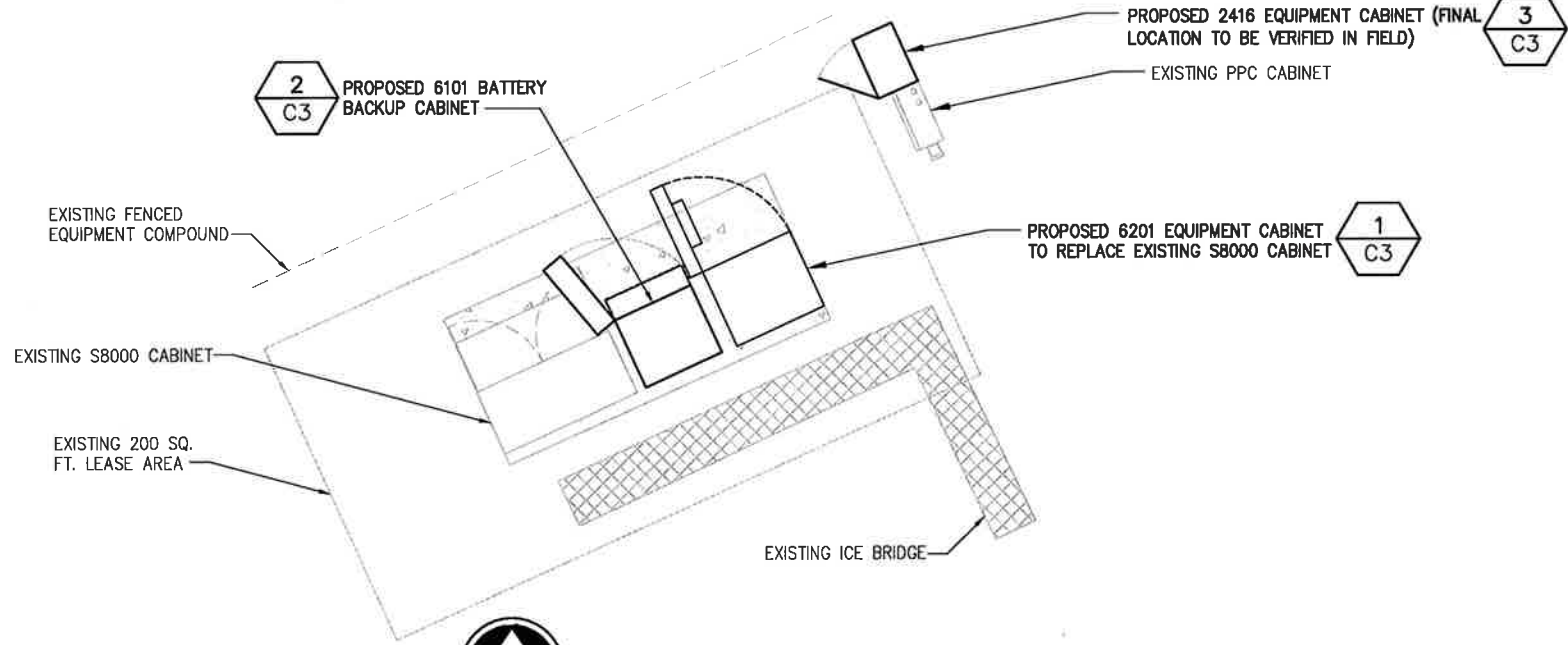 PROPOSED 2416 EQUIPMENT CABINET (FINAL
LOCATION TO BE VERIFIED IN FIELD)
3
C3
EXISTING PPC CABINET
2
C3
PROPOSED 6101 BATTERY
BACKUP CABINET
EXISTING FENCED
EQUIPMENT COMPOUND
PROPOSED 6201 EQUIPMENT CABINET
TO REPLACE EXISTING S8000 CABINET
1
C3
EXISTING S8000 CABINET
EXISTING 200 SQ.
FT. LEASE AREA
EXISTING ICE BRIDGE